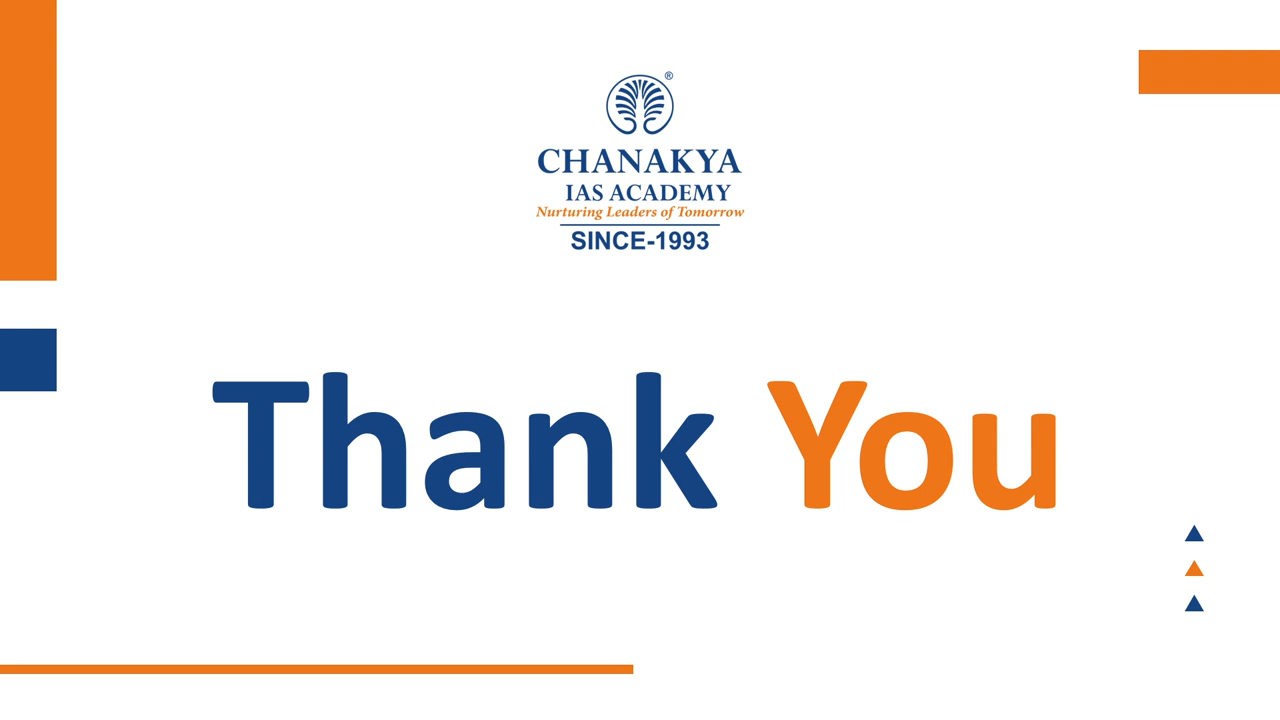 ®
CHANAKYA
IAS ACADEMY
Nurturing Leaders of Tomorrow
SINCE-1993
Thank You